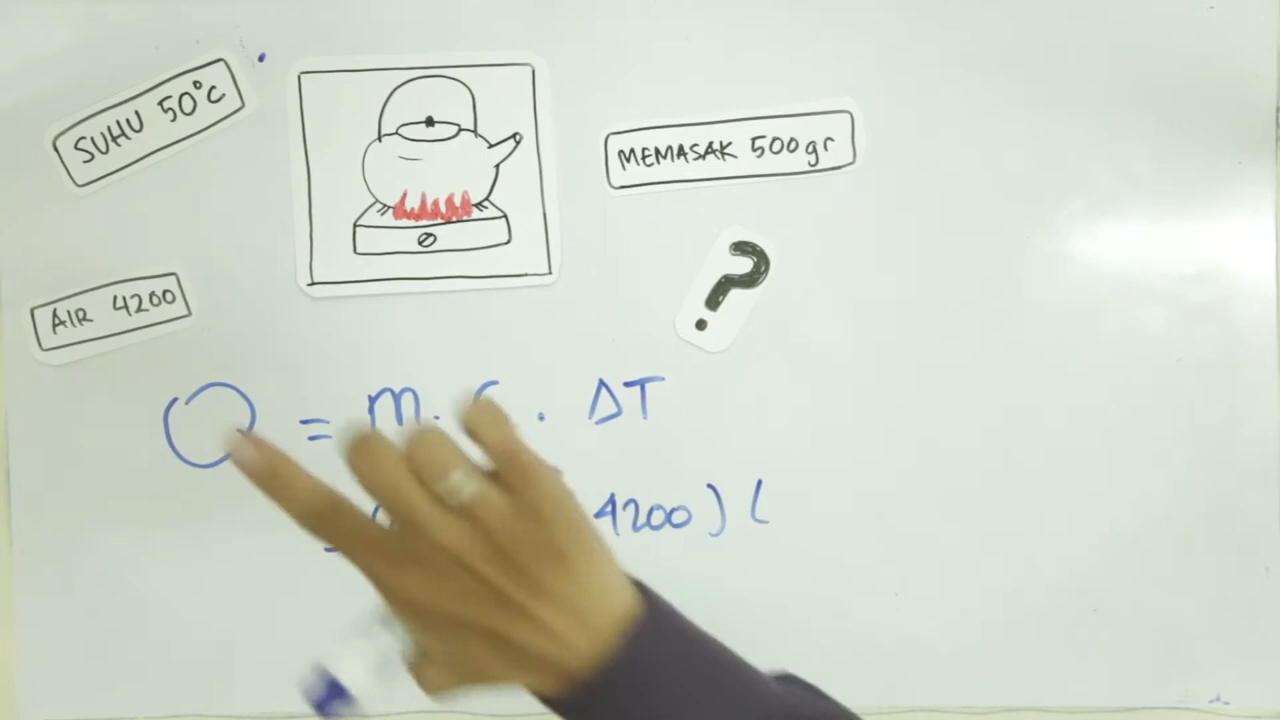 SUHU 50°C
MEMASAK 500gr
?
AIR 4200
= m . . ΔT
4200) (